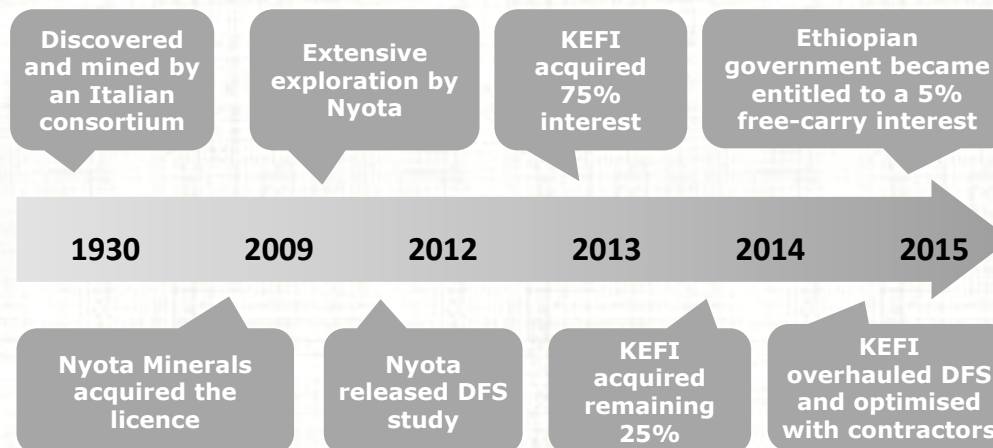 Discovered
and mined by
an Italian
consortium
Extensive
exploration by
Nyota
KEFI
acquired
75%
interest
Ethiopian
government became
entitled to a 5%
free-carry interest
1930
2009
2012
2013
2014
2015
Nyota Minerals
acquired the
licence
Nyota
released DFS
study
KEFI
acquired
remaining
25%
KEFI
overhauled DFS
and optimised
with contractors